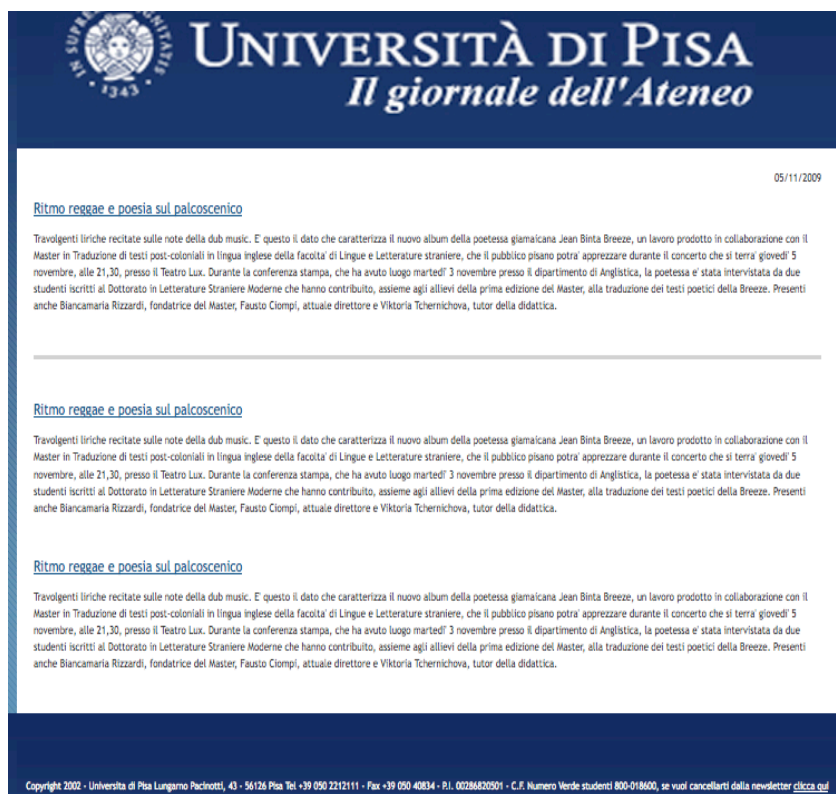 IN SUPREMÆ DIGNITATIS
· 1343 ·
UNIVERSITÀ DI PISA
Il giornale dell'Ateneo
05/11/2009
Ritmo reggae e poesia sul palcoscenico
Travolgenti liriche recitate sulle note della dub music. E' questo il dato che caratterizza il nuovo album della poetessa giamaicana Jean Binta Breeze, un lavoro prodotto in collaborazione con il
Master in Traduzione di testi post-coloniali in lingua inglese della facolta' di Lingue e Letterature straniere, che il pubblico pisano potra' apprezzare durante il concerto che si terra' giovedi' 5
novembre, alle 21,30, presso il Teatro Lux. Durante la conferenza stampa, che ha avuto luogo martedi' 3 novembre presso il dipartimento di Anglistica, la poetessa e' stata intervistata da due
studenti iscritti al Dottorato in Letterature Straniere Moderne che hanno contribuito, assieme agli allievi della prima edizione del Master, alla traduzione dei testi poetici della Breeze. Presenti
anche Biancamaria Rizzardi, fondatrice del Master, Fausto Ciompi, attuale direttore e Viktoria Tchernichova, tutor della didattica.
Ritmo reggae e poesia sul palcoscenico
Travolgenti liriche recitate sulle note della dub music. E' questo il dato che caratterizza il nuovo album della poetessa giamaicana Jean Binta Breeze, un lavoro prodotto in collaborazione con il
Master in Traduzione di testi post-coloniali in lingua inglese della facolta' di Lingue e Letterature straniere, che il pubblico pisano potra' apprezzare durante il concerto che si terra' giovedi' 5
novembre, alle 21,30, presso il Teatro Lux. Durante la conferenza stampa, che ha avuto luogo martedi' 3 novembre presso il dipartimento di Anglistica, la poetessa e' stata intervistata da due
studenti iscritti al Dottorato in Letterature Straniere Moderne che hanno contribuito, assieme agli allievi della prima edizione del Master, alla traduzione dei testi poetici della Breeze. Presenti
anche Biancamaria Rizzardi, fondatrice del Master, Fausto Ciompi, attuale direttore e Viktoria Tchernichova, tutor della didattica.
Ritmo reggae e poesia sul palcoscenico
Travolgenti liriche recitate sulle note della dub music. E' questo il dato che caratterizza il nuovo album della poetessa giamaicana Jean Binta Breeze, un lavoro prodotto in collaborazione con il
Master in Traduzione di testi post-coloniali in lingua inglese della facolta' di Lingue e Letterature straniere, che il pubblico pisano potra' apprezzare durante il concerto che si terra' giovedi' 5
novembre, alle 21,30, presso il Teatro Lux. Durante la conferenza stampa, che ha avuto luogo martedi' 3 novembre presso il dipartimento di Anglistica, la poetessa e' stata intervistata da due
studenti iscritti al Dottorato in Letterature Straniere Moderne che hanno contribuito, assieme agli allievi della prima edizione del Master, alla traduzione dei testi poetici della Breeze. Presenti
anche Biancamaria Rizzardi, fondatrice del Master, Fausto Ciompi, attuale direttore e Viktoria Tchernichova, tutor della didattica.
Copyright 2002 - Universita di Pisa Lungarno Pacinotti, 43 - 56126 Pisa Tel +39 050 2212111 - Fax +39 050 40834 - P.I. 00286820501 - C.F. Numero Verde studenti 800-018600, se vuoi cancellarti dalla newsletter clicca qui